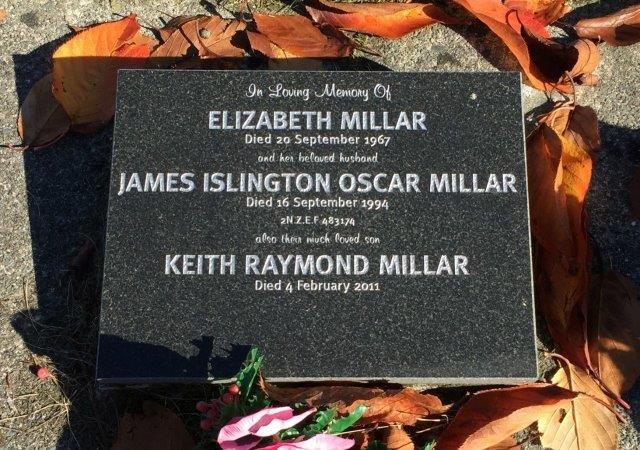 In Loving Memory Of
ELIZABETH MILLAR
Died 20 September 1967
and her beloved husband
JAMES ISLINGTON OSCAR MILLAR
Died 16 September 1994
2N.Z.E.F 483174
also their much loved son
KEITH RAYMOND MILLAR
Died 4 February 2011